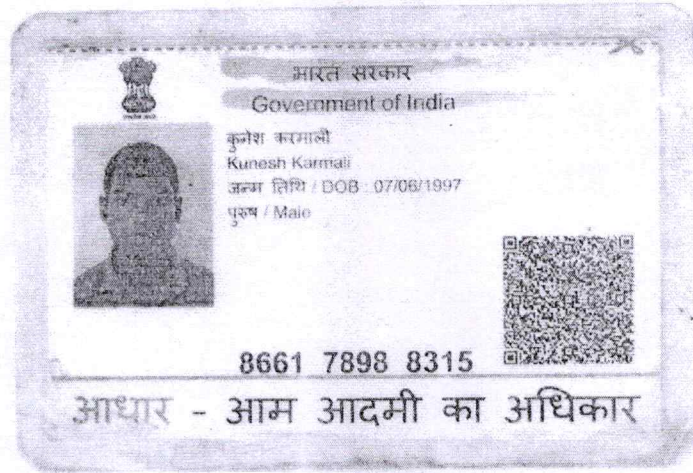 भारत सरकार
Government of India
कुनेश करमाली
Kunesh Karmali
जन्म तिथि / DOB : 07/06/1997
पुरुष / Male
8661 7898 8315
आधार - आम आदमी का अधिकार